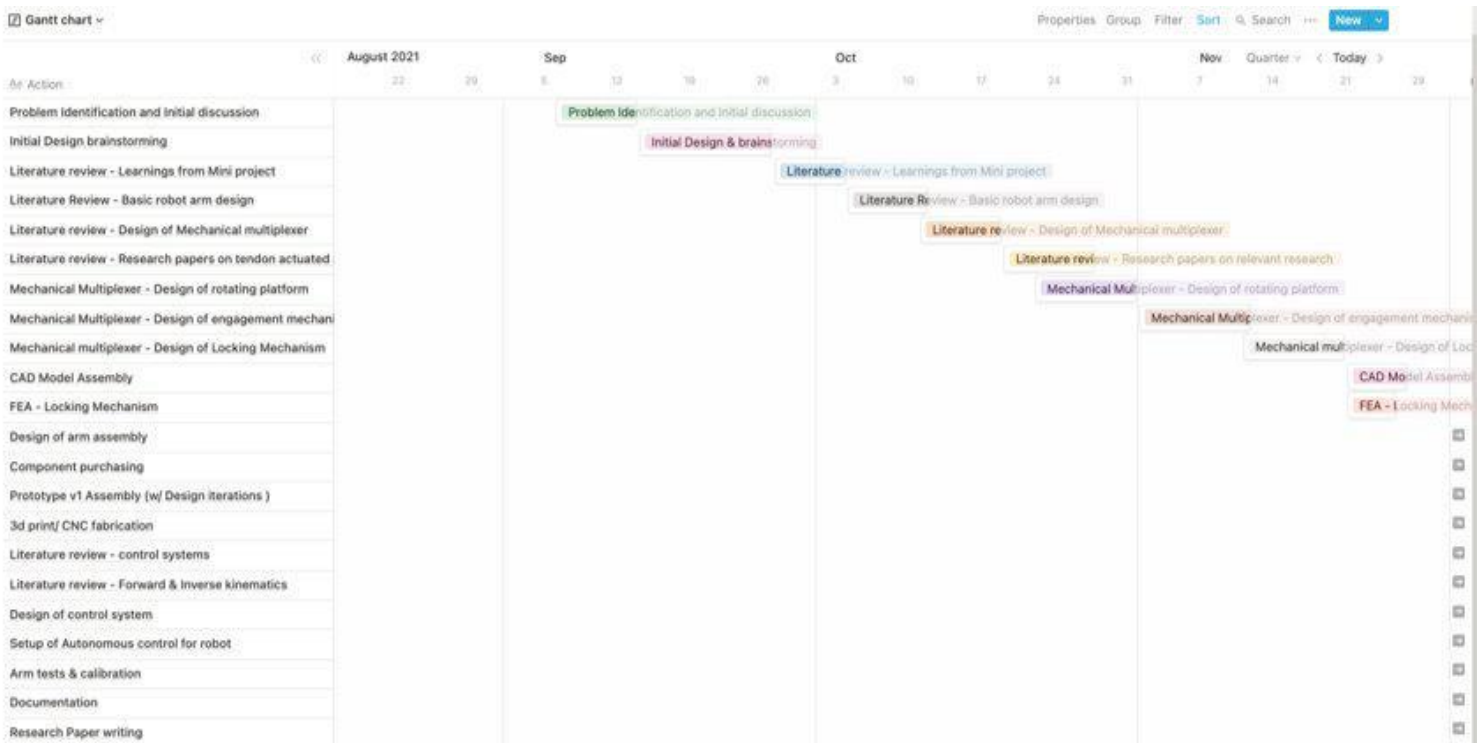 Gantt chart
Properties Group Filter Sort Search ... New
August 2021 Sep Oct Nov Quarter < Today >
Aa Action 22 29 5 12 19 26 3 10 17 24 31 7 14 21 28
Problem Identification and initial discussion Problem Identification and initial discussion
Initial Design brainstorming Initial Design & brainstorming
Literature review - Learnings from Mini project Literature review - Learnings from Mini project
Literature Review - Basic robot arm design Literature Review - Basic robot arm design
Literature review - Design of Mechanical multiplexer Literature review - Design of Mechanical multiplexer
Literature review - Research papers on tendon actuated Literature review - Research papers on relevant research
Mechanical Multiplexer - Design of rotating platform Mechanical Multiplexer - Design of rotating platform
Mechanical Multiplexer - Design of engagement mechani Mechanical Multiplexer - Design of engagement mechanis
Mechanical multiplexer - Design of Locking Mechanism Mechanical multiplexer - Design of Loc
CAD Model Assembly CAD Model Assembl
FEA - Locking Mechanism FEA - Locking Mech
Design of arm assembly
Component purchasing
Prototype v1 Assembly (w/ Design iterations )
3d print/ CNC fabrication
Literature review - control systems
Literature review - Forward & Inverse kinematics
Design of control system
Setup of Autonomous control for robot
Arm tests & calibration
Documentation
Research Paper writing